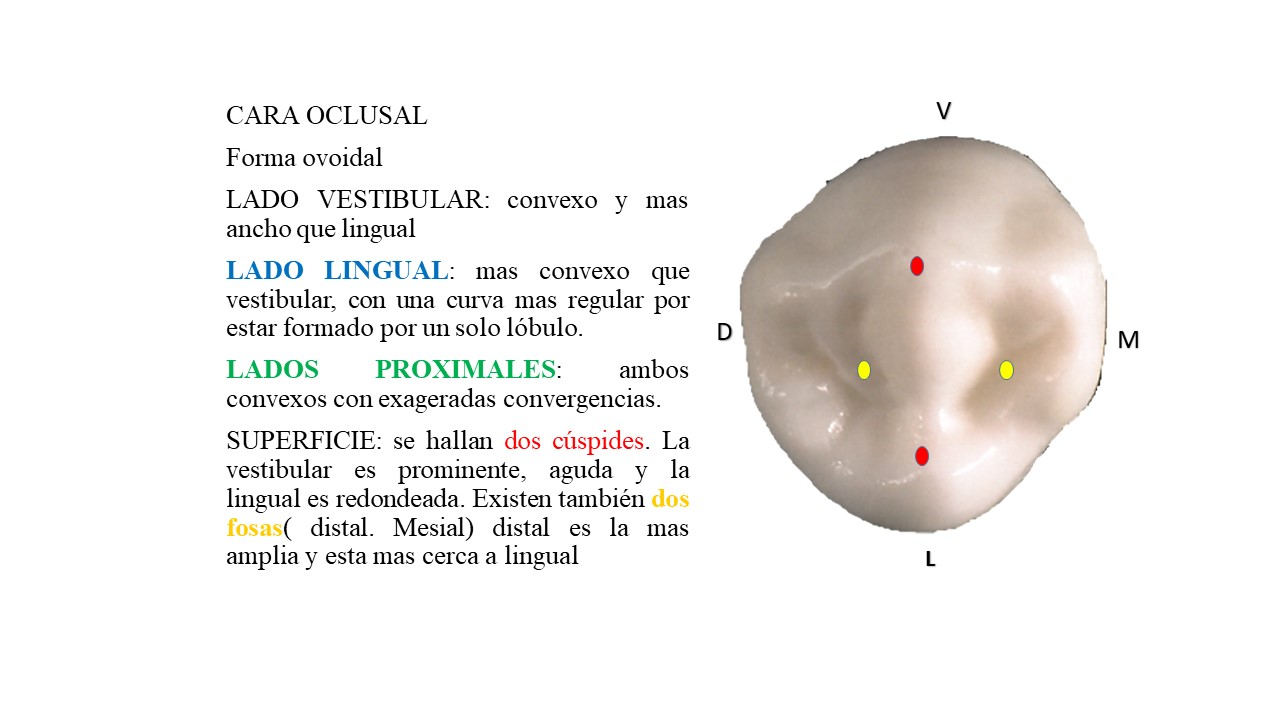 CARA OCLUSAL
Forma ovoidal
LADO VESTIBULAR: convexo y mas
ancho que lingual
LADO LINGUAL: mas convexo que
vestibular, con una curva mas regular por
estar formado por un solo lóbulo.
LADOS PROXIMALES: ambos
convexos con exageradas convergencias.
SUPERFICIE: se hallan dos cúspides. La
vestibular es prominente, aguda y la
lingual es redondeada. Existen también dos
fosas( distal. Mesial) distal es la mas
amplia y esta mas cerca a lingual
V
D
M
L